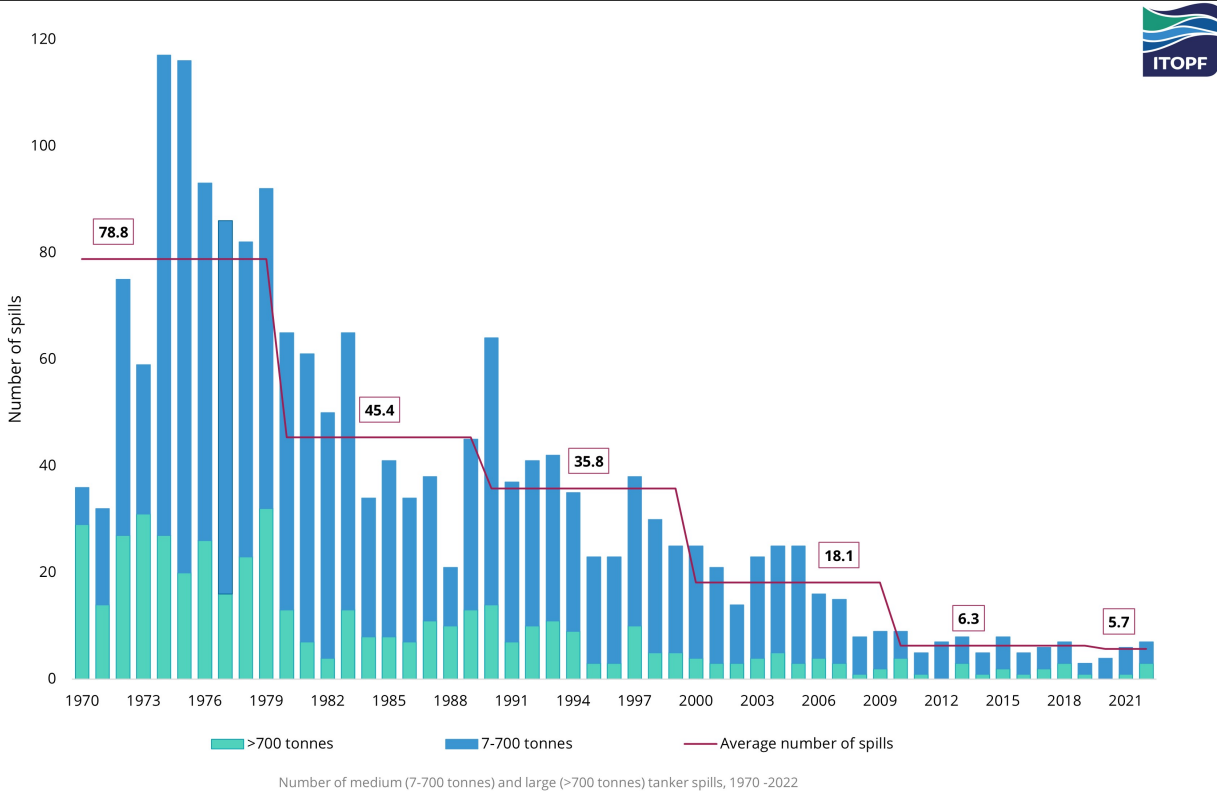 ITOPF
120
100
80
60
40
20
0
Number of spills
78.8
45.4
35.8
18.1
6.3
5.7
1970 1973 1976 1979 1982 1985 1988 1991 1994 1997 2000 2003 2006 2009 2012 2015 2018 2021
>700 tonnes 7-700 tonnes Average number of spills
Number of medium (7-700 tonnes) and large (>700 tonnes) tanker spills, 1970 -2022